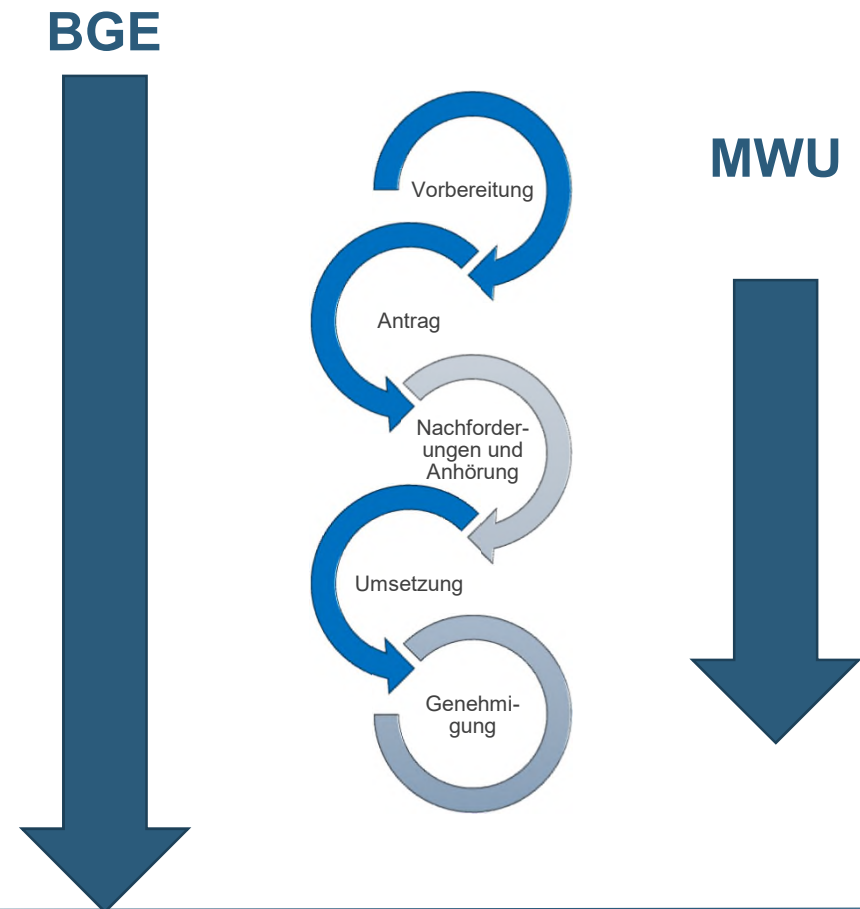 BGE
MWU
Vorbereitung
Antrag
Nachforder-
ungen und
Anhörung
Umsetzung
Genehmi-
gung